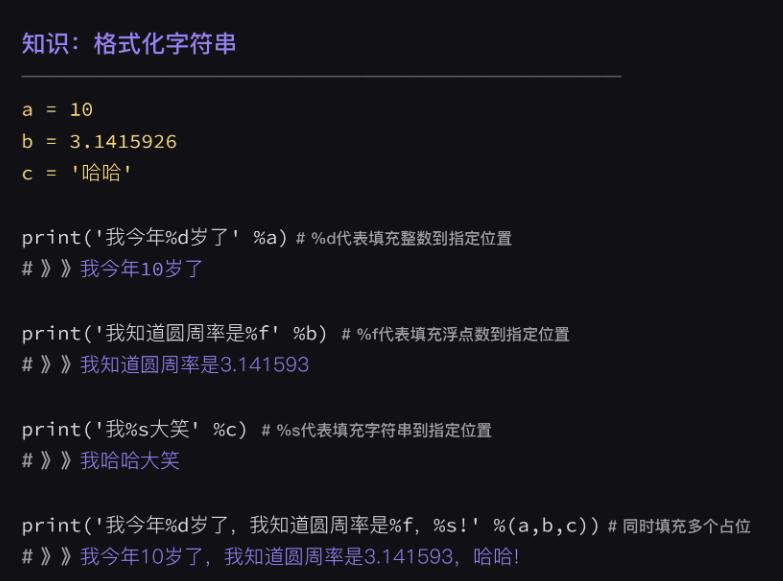 知识：格式化字符串
a = 10
b = 3.1415926
c = '哈哈'
print('我今年%d岁了' %a) # %d代表填充整数到指定位置
# 》》我今年10岁了
print('我知道圆周率是%f' %b) # %f代表填充浮点数到指定位置
# 》》我知道圆周率是3.141593
print('我%s大笑' %c) # %s代表填充字符串到指定位置
# 》》我哈哈大笑
print('我今年%d岁了，我知道圆周率是%f，%s!' %(a,b,c)) # 同时填充多个占位
# 》》我今年10岁了，我知道圆周率是3.141593，哈哈!